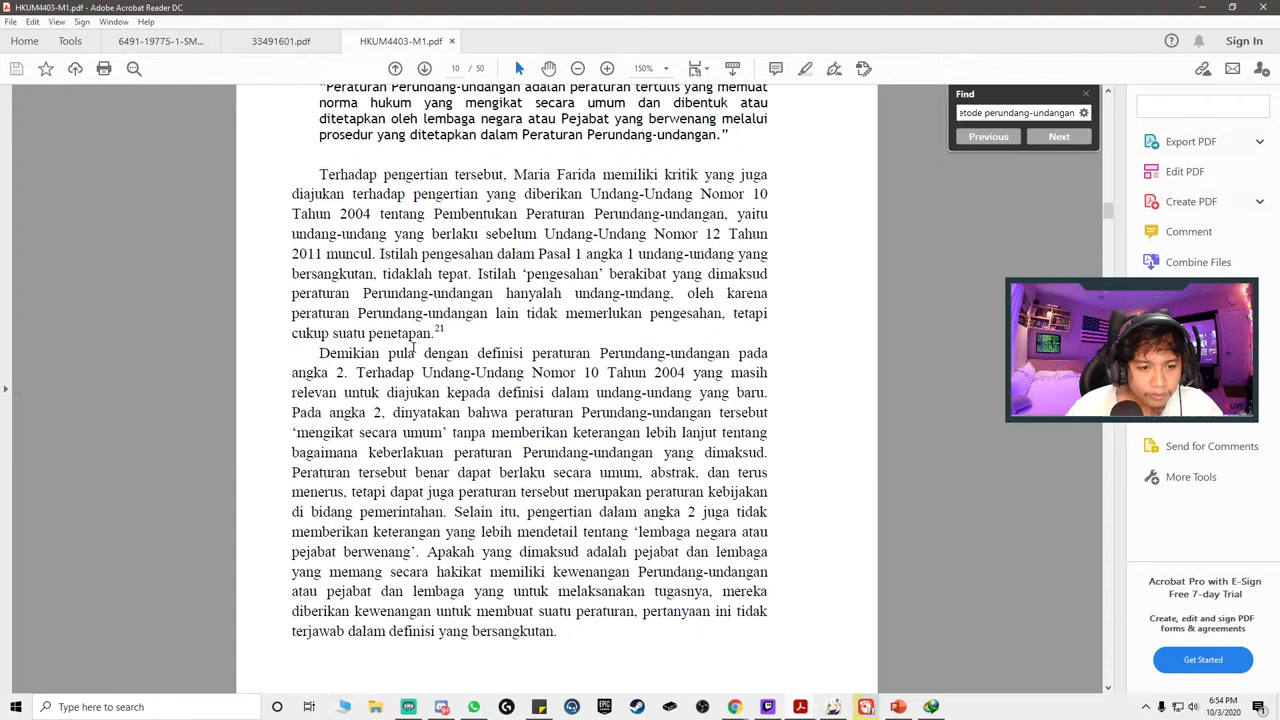 HKUM4403-M1.pdf - Adobe Acrobat Reader DC
File Edit View Sign Window Help
Home Tools 6491-19775-1-SM... 33491601.pdf HKUM4403-M1.pdf × Sign In
10 / 50 150%
"Peraturan Perundang-undangan adalah peraturan tertulis yang memuat
norma hukum yang mengikat secara umum dan dibentuk atau
ditetapkan oleh lembaga negara atau Pejabat yang berwenang melalui
prosedur yang ditetapkan dalam Peraturan Perundang-undangan."
Terhadap pengertian tersebut, Maria Farida memiliki kritik yang juga
diajukan terhadap pengertian yang diberikan Undang-Undang Nomor 10
Tahun 2004 tentang Pembentukan Peraturan Perundang-undangan, yaitu
undang-undang yang berlaku sebelum Undang-Undang Nomor 12 Tahun
2011 muncul. Istilah pengesahan dalam Pasal 1 angka 1 undang-undang yang
bersangkutan, tidaklah tepat. Istilah ‘pengesahan’ berakibat yang dimaksud
peraturan Perundang-undangan hanyalah undang-undang, oleh karena
peraturan Perundang-undangan lain tidak memerlukan pengesahan, tetapi
cukup suatu penetapan.21
Demikian pula dengan definisi peraturan Perundang-undangan pada
angka 2. Terhadap Undang-Undang Nomor 10 Tahun 2004 yang masih
relevan untuk diajukan kepada definisi dalam undang-undang yang baru.
Pada angka 2, dinyatakan bahwa peraturan Perundang-undangan tersebut
‘mengikat secara umum’ tanpa memberikan keterangan lebih lanjut tentang
bagaimana keberlakuan peraturan Perundang-undangan yang dimaksud.
Peraturan tersebut benar dapat berlaku secara umum, abstrak, dan terus
menerus, tetapi dapat juga peraturan tersebut merupakan peraturan kebijakan
di bidang pemerintahan. Selain itu, pengertian dalam angka 2 juga tidak
memberikan keterangan yang lebih mendetail tentang ‘lembaga negara atau
pejabat berwenang’. Apakah yang dimaksud adalah pejabat dan lembaga
yang memang secara hakikat memiliki kewenangan Perundang-undangan
atau pejabat dan lembaga yang untuk melaksanakan tugasnya, mereka
diberikan kewenangan untuk membuat suatu peraturan, pertanyaan ini tidak
terjawab dalam definisi yang bersangkutan.
Find
etode perundang-undangan
Previous Next
Export PDF
Edit PDF
Create PDF
Comment
Combine Files
LIVE
Send for Comments
More Tools
Acrobat Pro with E-Sign
Free 7-day Trial
Create, edit and sign PDF
forms & agreements
Get Started
Type here to search
6:54 PM
10/3/2020